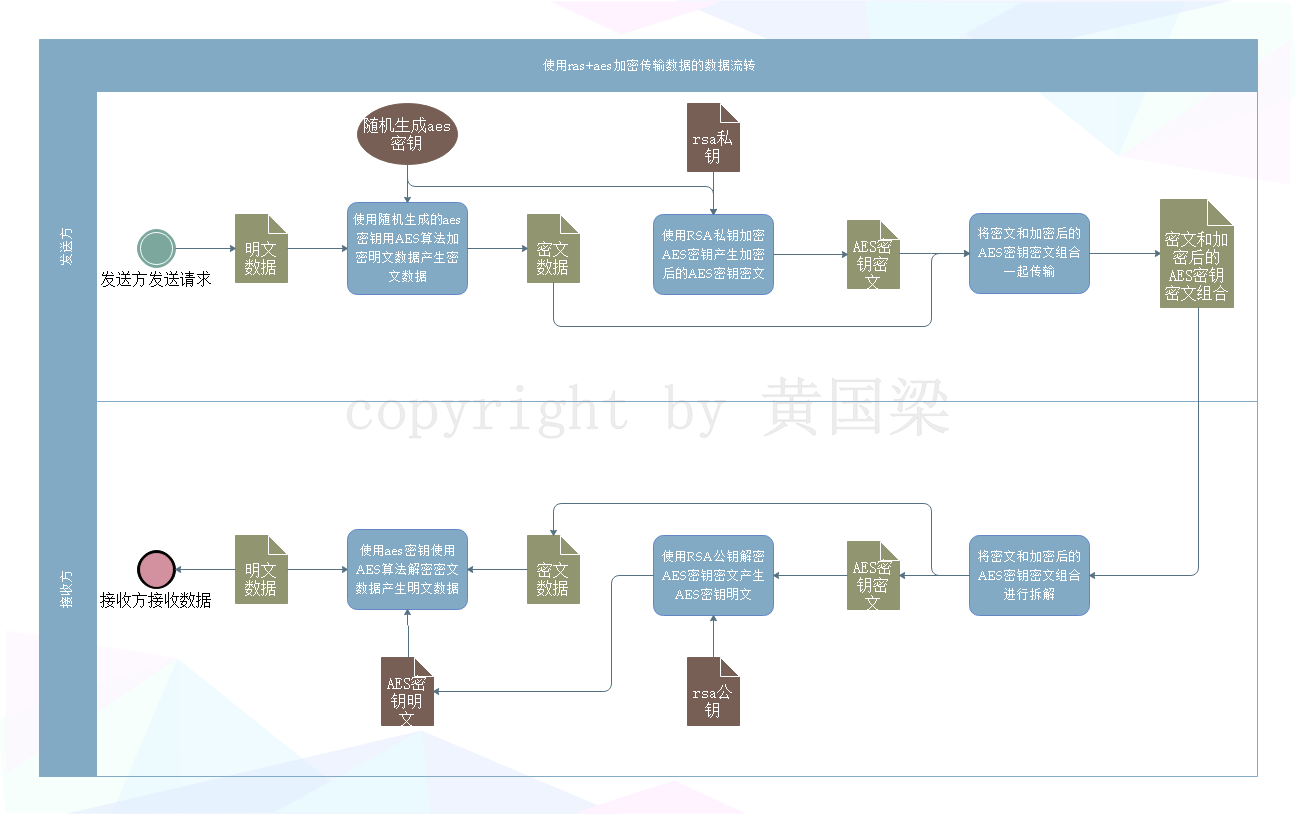 使用ras+aes加密传输数据的数据流转
发送方
随机生成aes
密钥
rsa私
钥
发送方发送请求
明文
数据
使用随机生成的aes
密钥用AES算法加
密明文数据产生密
文数据
密文
数据
使用RSA私钥加密
AES密钥产生加密
后的AES密钥密文
AES密
钥密
文
将密文和加密后的
AES密钥密文组合
一起传输
密文和加
密后的
AES密钥
密文组合
copyright by 黄国梁
接收方
接收方接收数据
明文
数据
使用aes密钥使用
AES算法解密密文
数据产生明文数据
密文
数据
使用RSA公钥解密
AES密钥密文产生
AES密钥明文
AES密
钥密
文
将密文和加密后的
AES密钥密文组合
进行拆解
AES密
钥明
文
rsa公
钥